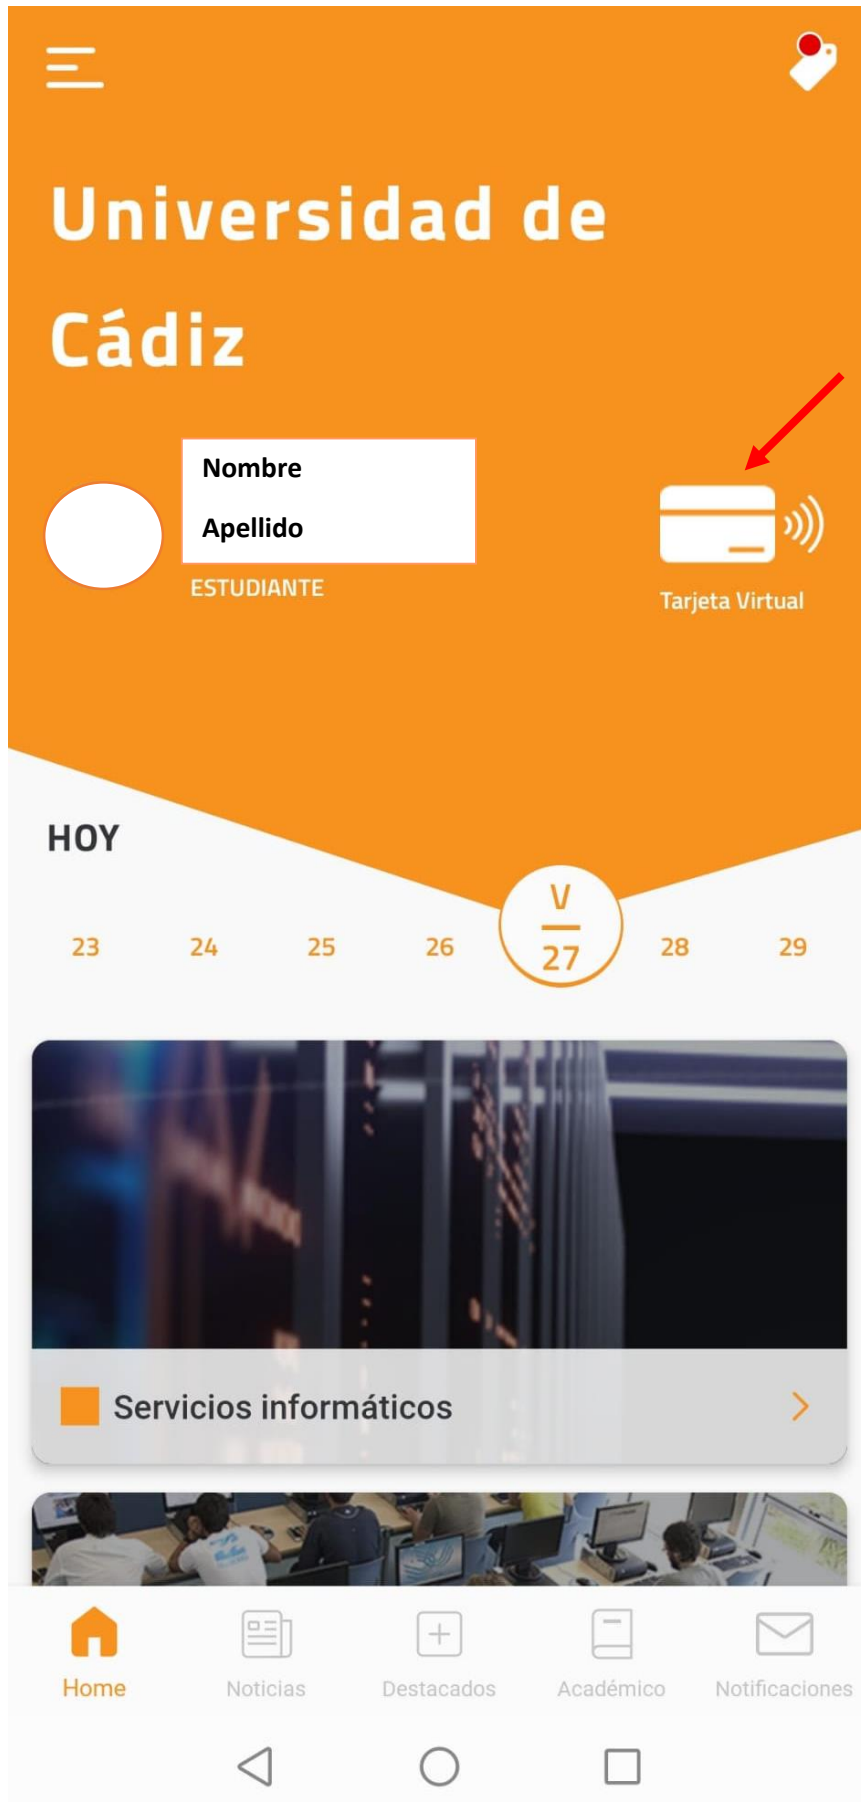 Universidad de
Cádiz
Nombre
Apellido
ESTUDIANTE
Tarjeta Virtual
HOY
V
23 24 25 26 27 28 29
Servicios informáticos
Home Noticias Destacados Académico Notificaciones